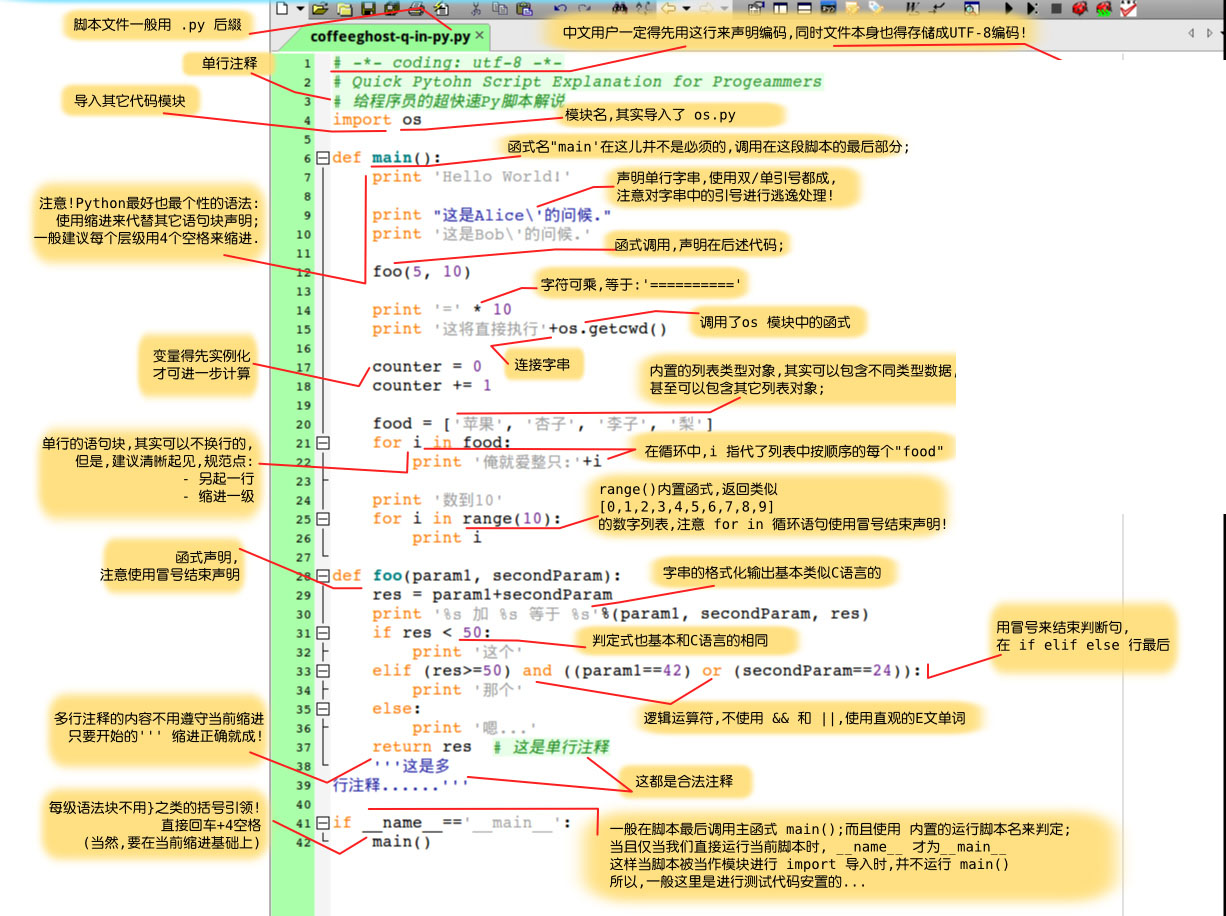 脚本文件一般用 .py 后缀
coffeeghost-q-in-py.py
中文用户一定得先用这行来声明编码,同时文件本身也得存储成UTF-8编码!
单行注释
导入其它代码模块
1 # -*- coding: utf-8 -*-
2 # Quick Pytohn Script Explanation for Progeammers
3 # 给程序员的超快速Py脚本解说
4 import os
模块名,其实导入了 os.py
5
函式名"main'在这儿并不是必须的,调用在这段脚本的最后部分;
6 def main():
7 print 'Hello World!'
声明单行字串,使用双/单引号都成,
注意对字串中的引号进行逃逸处理!
8
注意!Python最好也最个性的语法:
使用缩进来代替其它语句块声明;
一般建议每个层级用4个空格来缩进.
9 print "这是Alice\'的问候."
10 print '这是Bob\'的问候.'
函式调用,声明在后述代码;
11
12 foo(5, 10)
字符可乘,等于:'=========='
13
14 print '=' * 10
15 print '这将直接执行'+os.getcwd()
调用了os 模块中的函式
16
连接字串
变量得先实例化
才可进一步计算
17 counter = 0
18 counter += 1
内置的列表类型对象,其实可以包含不同类型数据,
甚至可以包含其它列表对象;
19
20 food = ['苹果', '杏子', '李子', '梨']
21 for i in food:
22 print '俺就爱整只:'+i
在循环中,i 指代了列表中按顺序的每个"food"
单行的语句块,其实可以不换行的,
但是,建议清晰起见,规范点:
- 另起一行
- 缩进一级
23
24 print '数到10'
25 for i in range(10):
26 print i
range()内置函式,返回类似
[0,1,2,3,4,5,6,7,8,9]
的数字列表,注意 for in 循环语句使用冒号结束声明!
27
函式声明,
注意使用冒号结束声明
28 def foo(param1, secondParam):
字串的格式化输出基本类似C语言的
29 res = param1+secondParam
30 print '%s 加 %s 等于 %s'%(param1, secondParam, res)
31 if res < 50:
判定式也基本和C语言的相同
用冒号来结束判断句,
在 if elif else 行最后
32 print '这个'
33 elif (res>=50) and ((param1==42) or (secondParam==24)):
34 print '那个'
35 else:
逻辑运算符,不使用 && 和 ||,使用直观的E文单词
36 print '嗯...'
多行注释的内容不用遵守当前缩进
只要开始的''' 缩进正确就成!
37 return res # 这是单行注释
38 '''这是多
39 行注释......'''
这都是合法注释
每级语法块不用}之类的括号引领!
直接回车+4空格
(当然,要在当前缩进基础上)
40
41 if __name__=='__main__':
42 main()
一般在脚本最后调用主函式 main();而且使用 内置的运行脚本名来判定;
当且仅当我们直接运行当前脚本时, __name__ 才为__main__
这样当脚本被当作模块进行 import 导入时,并不运行 main()
所以,一般这里是进行测试代码安置的...